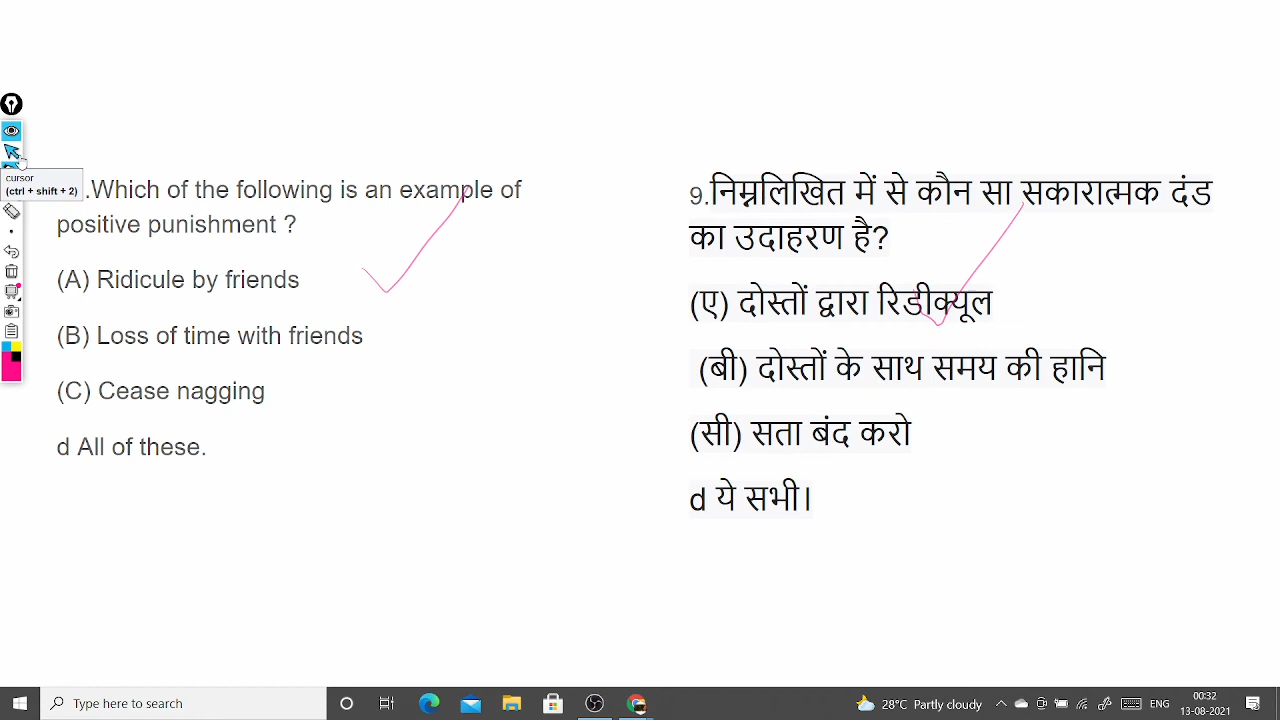 cursor
(ctrl + shift + 2)
.Which of the following is an example of
positive punishment ?
(A) Ridicule by friends
(B) Loss of time with friends
(C) Cease nagging
d All of these.
9.निम्नलिखित में से कौन सा सकारात्मक दंड
का उदाहरण है?
(ए) दोस्तों द्वारा रिडीक्यूल
(बी) दोस्तों के साथ समय की हानि
(सी) सता बंद करो
d ये सभी।
Type here to search
28°C Partly cloudy
ENG
00:32
13-08-2021